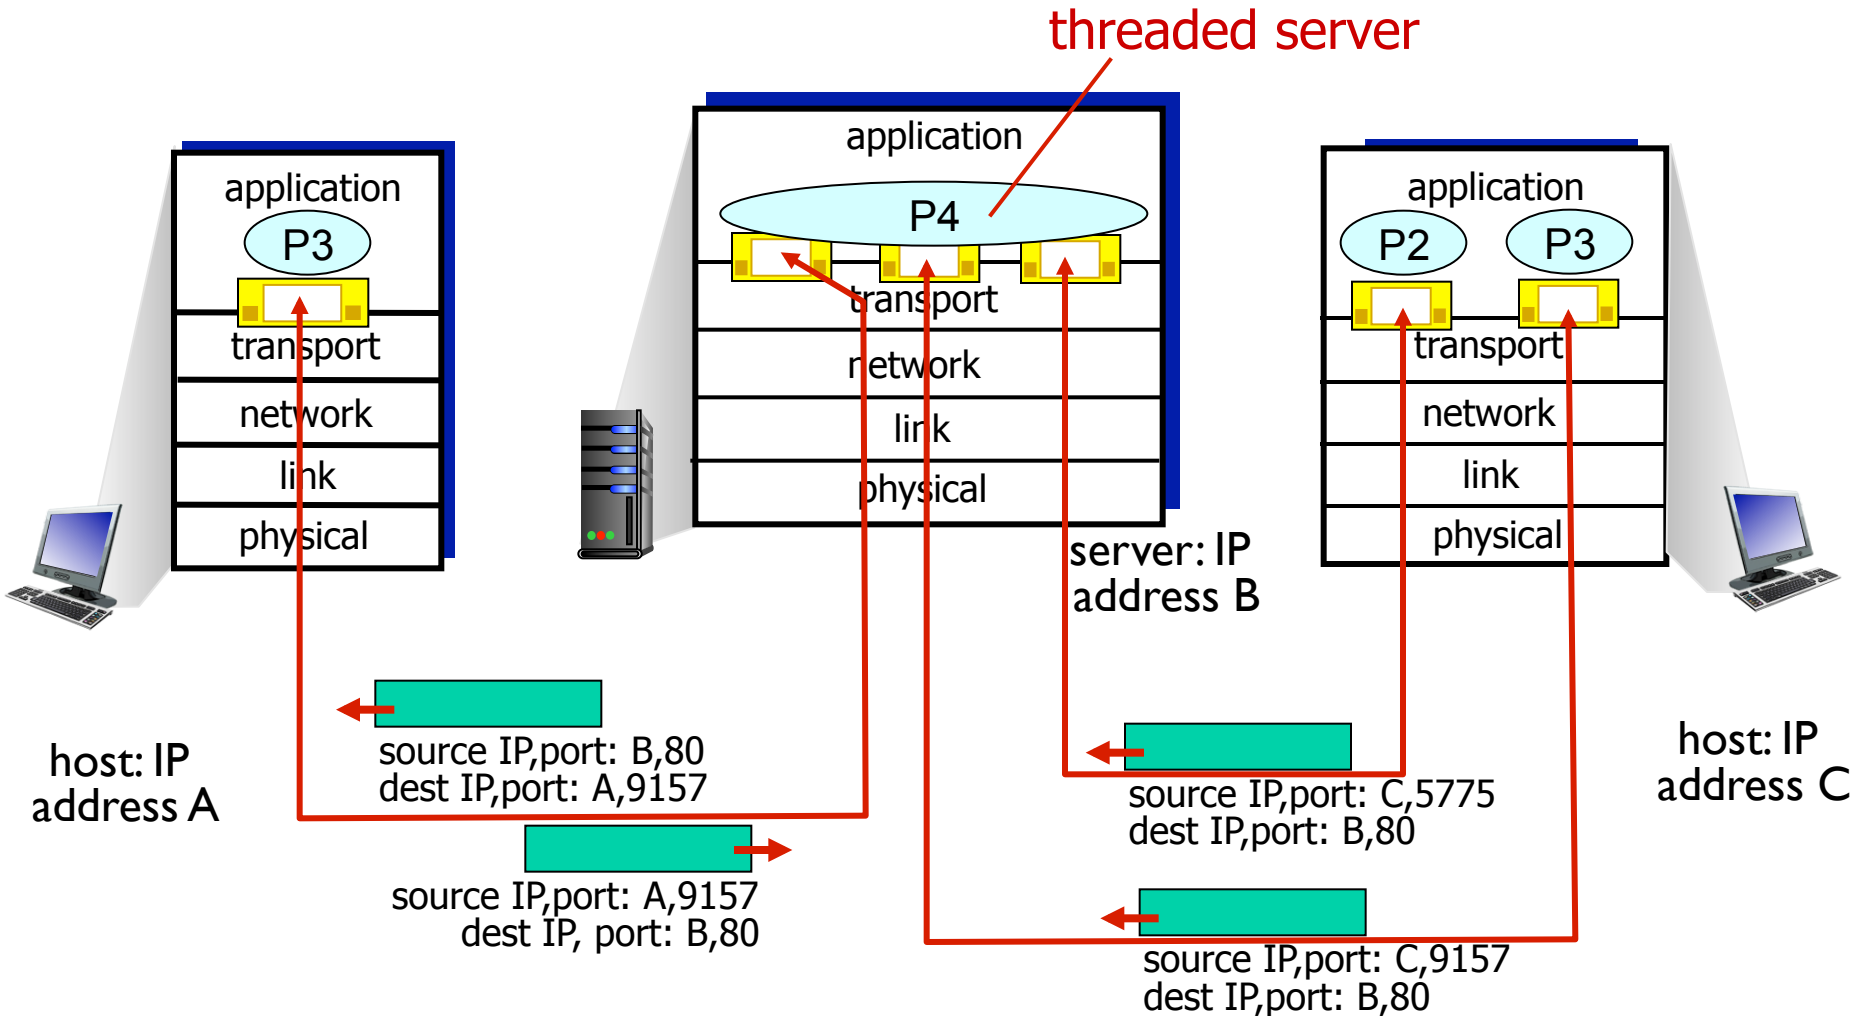 threaded server
application
P3
transport
network
link
physical
host: IP
address A
application
P4
transport
network
link
physical
server: IP
address B
application
P2
P3
transport
network
link
physical
host: IP
address C
source IP,port: B,80
dest IP,port: A,9157
source IP,port: A,9157
dest IP, port: B,80
source IP,port: C,5775
dest IP,port: B,80
source IP,port: C,9157
dest IP,port: B,80